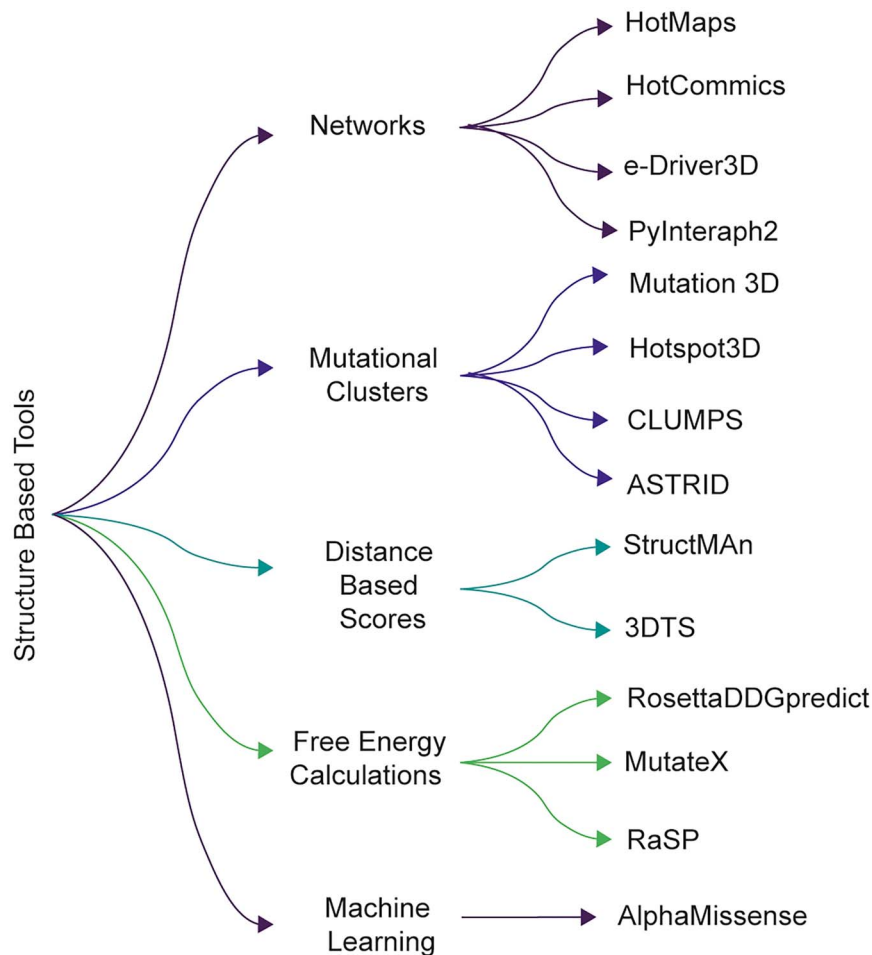 Structure Based Tools
Networks
HotMaps
HotCommics
e-Driver3D
PyInteraph2
Mutational
Clusters
Mutation 3D
Hotspot3D
CLUMPS
ASTRID
Distance
Based
Scores
StructMAn
3DTS
Free Energy
Calculations
RosettaDDGpredict
MutateX
RaSP
Machine
Learning
AlphaMissense